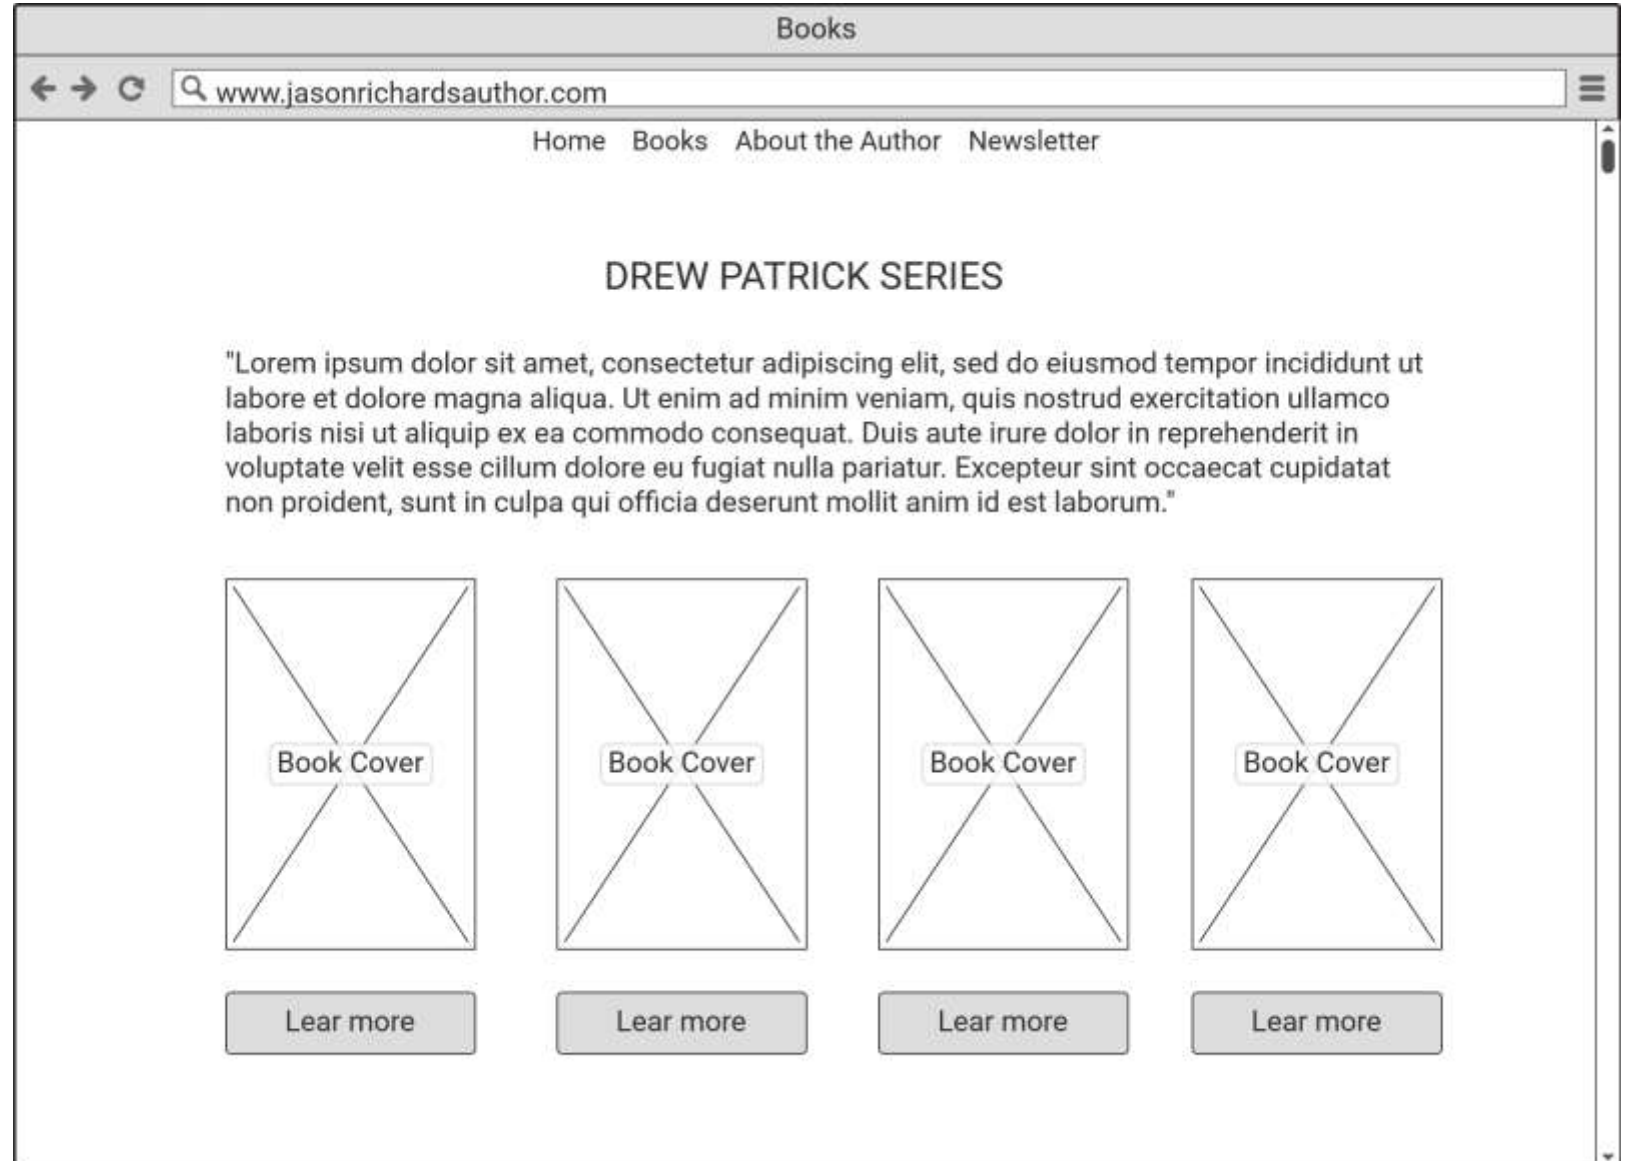 Books
www.jasonrichardsauthor.com
Home Books About the Author Newsletter
DREW PATRICK SERIES
"Lorem ipsum dolor sit amet, consectetur adipiscing elit, sed do eiusmod tempor incididunt ut
labore et dolore magna aliqua. Ut enim ad minim veniam, quis nostrud exercitation ullamco
laboris nisi ut aliquip ex ea commodo consequat. Duis aute irure dolor in reprehenderit in
voluptate velit esse cillum dolore eu fugiat nulla pariatur. Excepteur sint occaecat cupidatat
non proident, sunt in culpa qui officia deserunt mollit anim id est laborum."
Book Cover Book Cover Book Cover Book Cover
Lear more Lear more Lear more Lear more